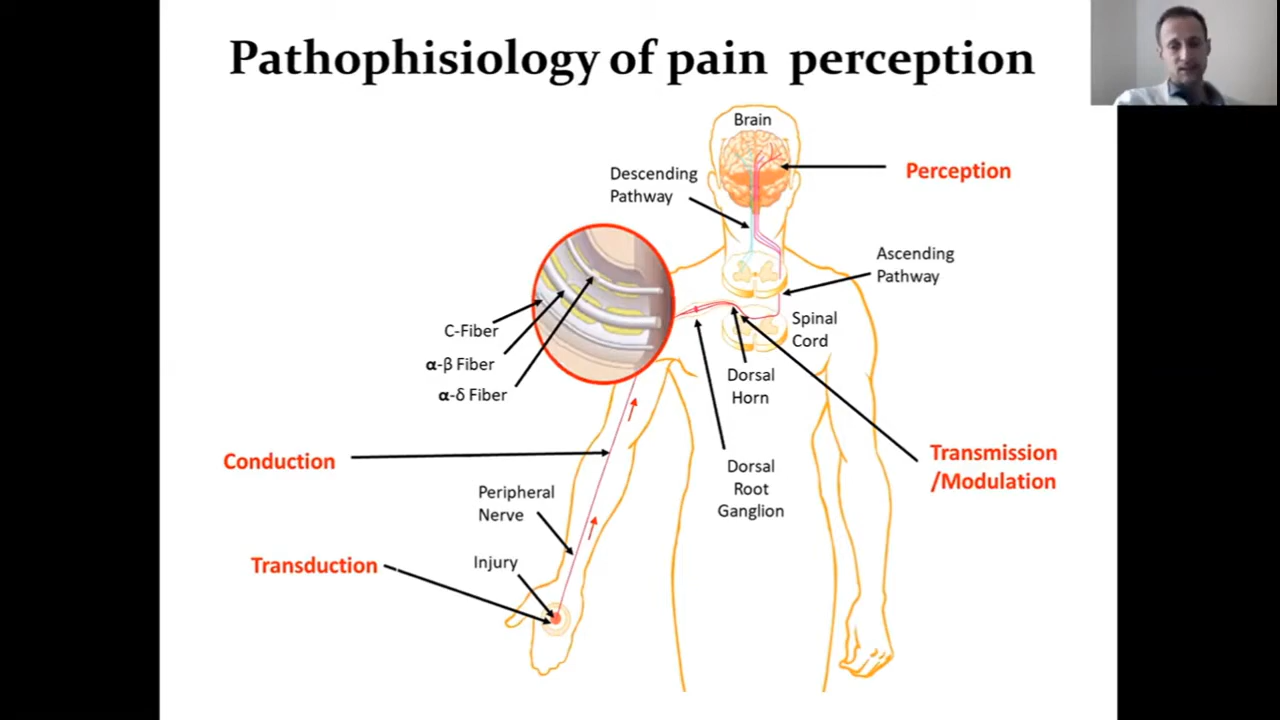 Pathophisiology of pain perception
Brain
Descending
Pathway
Perception
Ascending
Pathway
C-Fiber
α-β Fiber
α-δ Fiber
Spinal
Cord
Dorsal
Horn
Conduction
Transmission
/Modulation
Dorsal
Root
Ganglion
Peripheral
Nerve
Transduction
Injury